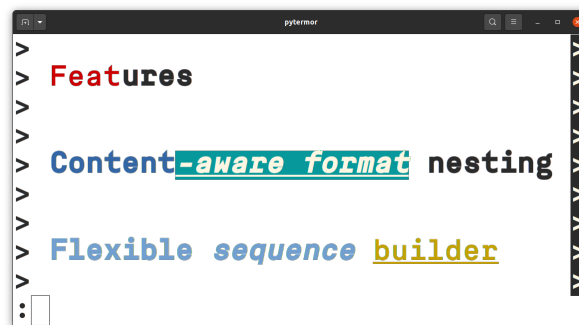 pytermor
>
> Features
>
>
> Content-aware format nesting
>
>
> Flexible sequence builder
>
: